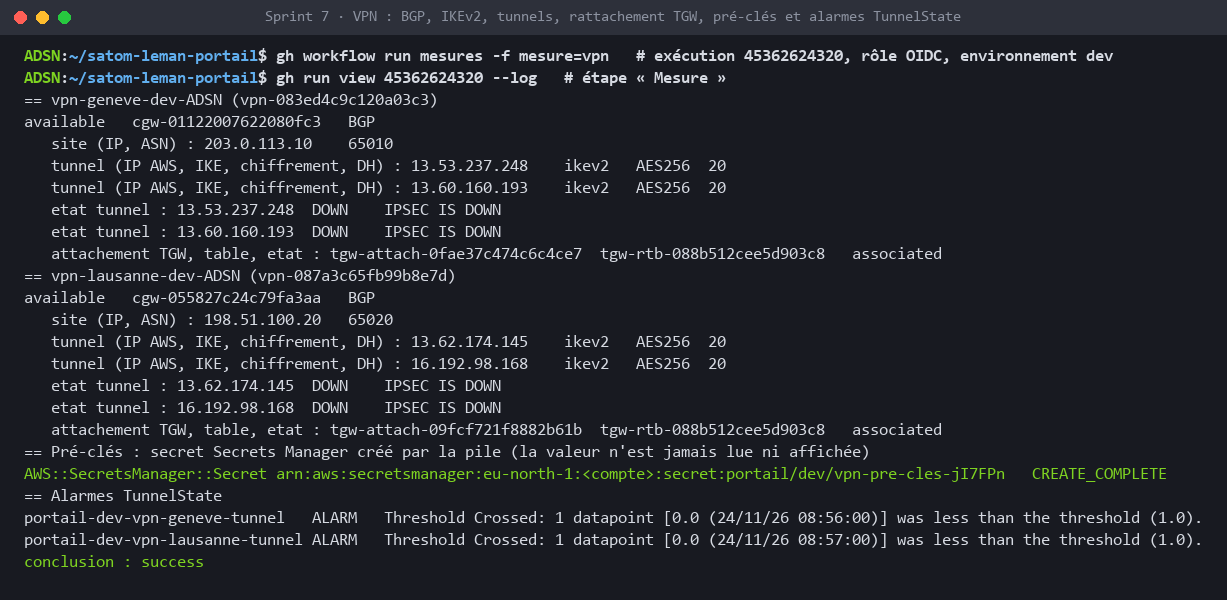 Sprint 7 · VPN : BGP, IKEv2, tunnels, rattachement TGW, pré-clés et alarmes TunnelState
ADSN:~/satom-leman-portail$ gh workflow run mesures -f mesure=vpn   # exécution 45362624320, rôle OIDC, environnement dev
ADSN:~/satom-leman-portail$ gh run view 45362624320 --log   # étape « Mesure »
== vpn-geneve-dev-ADSN (vpn-083ed4c9c120a03c3)
available   cgw-01122007622080fc3   BGP
   site (IP, ASN) : 203.0.113.10    65010
   tunnel (IP AWS, IKE, chiffrement, DH) : 13.53.237.248    ikev2   AES256  20
   tunnel (IP AWS, IKE, chiffrement, DH) : 13.60.160.193    ikev2   AES256  20
   etat tunnel : 13.53.237.248  DOWN    IPSEC IS DOWN
   etat tunnel : 13.60.160.193  DOWN    IPSEC IS DOWN
   attachement TGW, table, etat : tgw-attach-0fae37c474c6c4ce7  tgw-rtb-088b512cee5d903c8   associated
== vpn-lausanne-dev-ADSN (vpn-087a3c65fb99b8e7d)
available   cgw-055827c24c79fa3aa   BGP
   site (IP, ASN) : 198.51.100.20   65020
   tunnel (IP AWS, IKE, chiffrement, DH) : 13.62.174.145    ikev2   AES256  20
   tunnel (IP AWS, IKE, chiffrement, DH) : 16.192.98.168    ikev2   AES256  20
   etat tunnel : 13.62.174.145  DOWN    IPSEC IS DOWN
   etat tunnel : 16.192.98.168  DOWN    IPSEC IS DOWN
   attachement TGW, table, etat : tgw-attach-09fcf721f8882b61b  tgw-rtb-088b512cee5d903c8   associated
== Pré-clés : secret Secrets Manager créé par la pile (la valeur n'est jamais lue ni affichée)
AWS::SecretsManager::Secret arn:aws:secretsmanager:eu-north-1:<compte>:secret:portail/dev/vpn-pre-cles-jI7FPn   CREATE_COMPLETE
== Alarmes TunnelState
portail-dev-vpn-geneve-tunnel   ALARM   Threshold Crossed: 1 datapoint [0.0 (24/11/26 08:56:00)] was less than the threshold (1.0).
portail-dev-vpn-lausanne-tunnel ALARM   Threshold Crossed: 1 datapoint [0.0 (24/11/26 08:57:00)] was less than the threshold (1.0).
conclusion : success